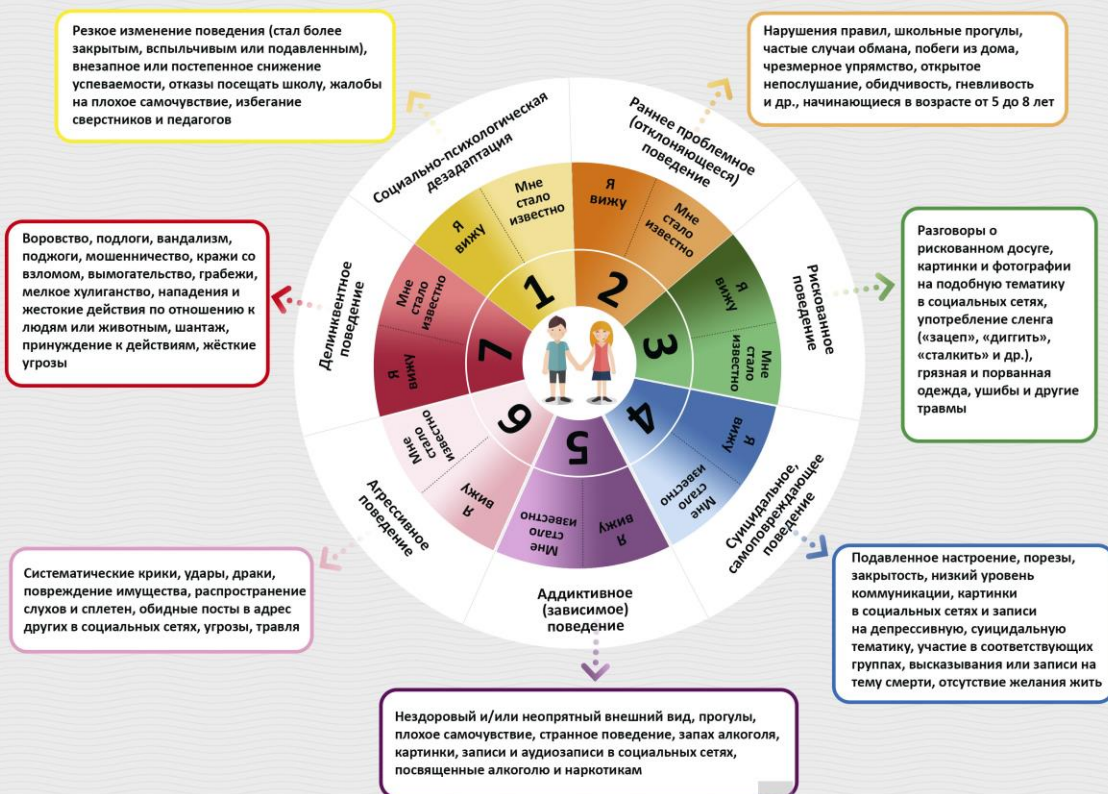 Резкое изменение поведения (стал более
закрытым, вспыльчивым или подавленным),
внезапное или постепенное снижение
успеваемости, отказы посещать школу, жалобы
на плохое самочувствие, избегание
сверстников и педагогов
Нарушения правил, школьные прогулы,
частые случаи обмана, побеги из дома,
чрезмерное упрямство, открытое
непослушание, обидчивость, гневливость
и др., начинающиеся в возрасте от 5 до 8 лет
Социально-психологическая
дезадаптация
Раннее проблемное
(отклоняющееся)
поведение
Я
вижу
Мне
стало
известно
1
Я
вижу
Мне
стало
известно
2
Воровство, подлоги, вандализм,
поджоги, мошенничество, кражи со
взломом, вымогательство, грабежи,
мелкое хулиганство, нападения и
жестокие действия по отношению к
людям или животным, шантаж,
принуждение к действиям, жёсткие
угрозы
Делинквентное
поведение
Мне
стало
известно
Я
вижу
7
Я
вижу
Мне
стало
известно
3
Рискованное
поведение
Разговоры о
рискованном досуге,
картинки и фотографии
на подобную тематику
в социальных сетях,
употребление сленга
(«зацеп», «диггить»,
«сталкить» и др.),
грязная и порванная
одежда, ушибы и другие
травмы
Агрессивное
поведение
Мне
стало
известно
Я
вижу
6
Мне
стало
известно
Я
вижу
5
Я
вижу
Мне
стало
известно
4
Суицидальное,
самоповреждающее
поведение
Аддиктивное
(зависимое)
поведение
Систематические крики, удары, драки,
повреждение имущества, распространение
слухов и сплетен, обидные посты в адрес
других в социальных сетях, угрозы, травля
Подавленное настроение, порезы,
закрытость, низкий уровень
коммуникации, картинки
в социальных сетях и записи
на депрессивную, суицидальную
тематику, участие в соответствующих
группах, высказывания или записи на
тему смерти, отсутствие желания жить
Нездоровый и/или неопрятный внешний вид, прогулы,
плохое самочувствие, странное поведение, запах алкоголя,
картинки, записи и аудиозаписи в социальных сетях,
посвященные алкоголю и наркотикам